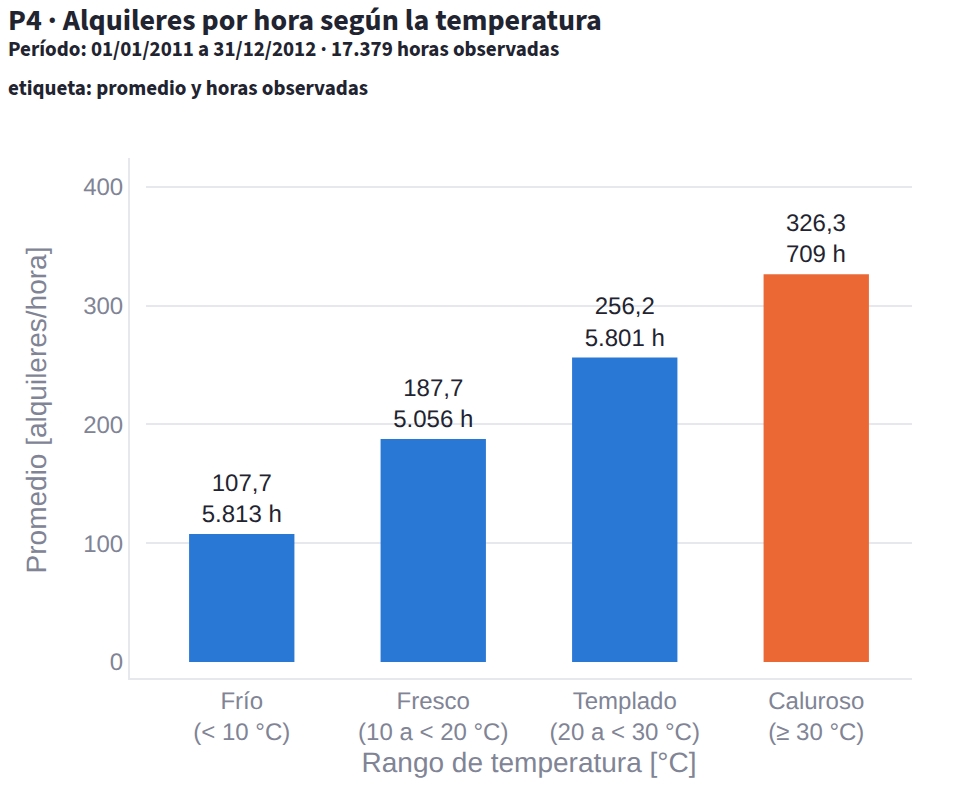 P4 · Alquileres por hora según la temperatura
Período: 01/01/2011 a 31/12/2012 · 17.379 horas observadas
etiqueta: promedio y horas observadas
Promedio [alquileres/hora]
400
300
200
100
0
107,7
5.813 h
187,7
5.056 h
256,2
5.801 h
326,3
709 h
Frío
(< 10 °C)
Fresco
(10 a < 20 °C)
Templado
(20 a < 30 °C)
Caluroso
(≥ 30 °C)
Rango de temperatura [°C]